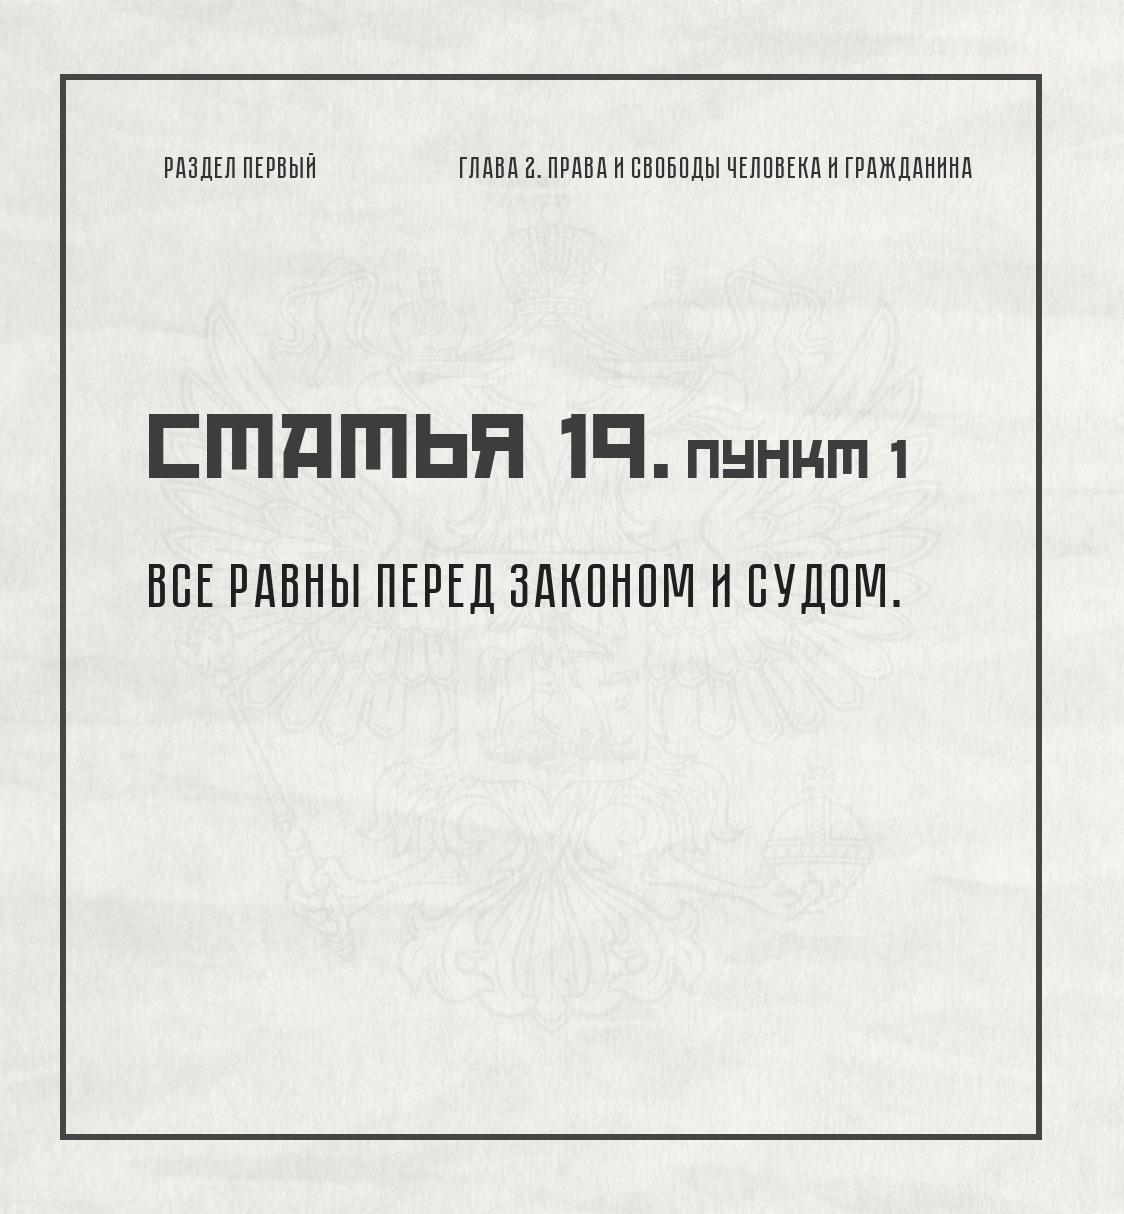 РАЗДЕЛ ПЕРВЫЙ
ГЛАВА 2. ПРАВА И СВОБОДЫ ЧЕЛОВЕКА И ГРАЖДАНИНА
СТАТЬЯ 19. ПУНКТ 1
ВСЕ РАВНЫ ПЕРЕД ЗАКОНОМ И СУДОМ.